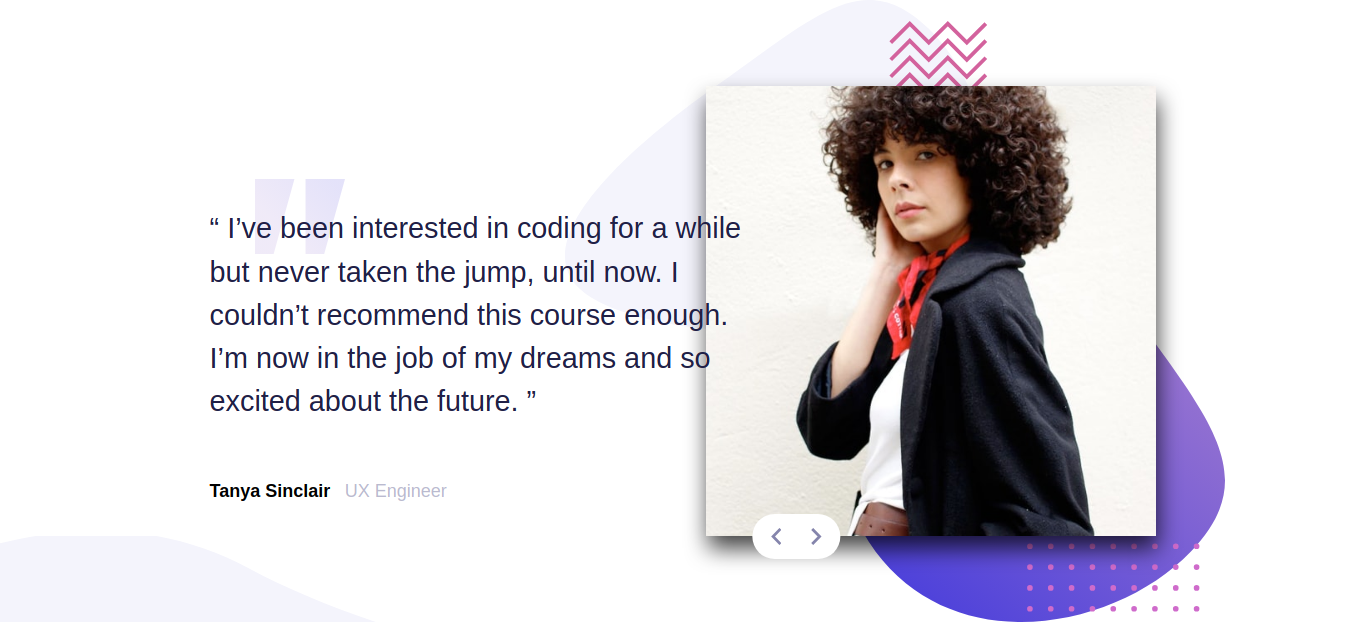 “ I’ve been interested in coding for a while
but never taken the jump, until now. I
couldn’t recommend this course enough.
I’m now in the job of my dreams and so
excited about the future. ”
Tanya Sinclair UX Engineer